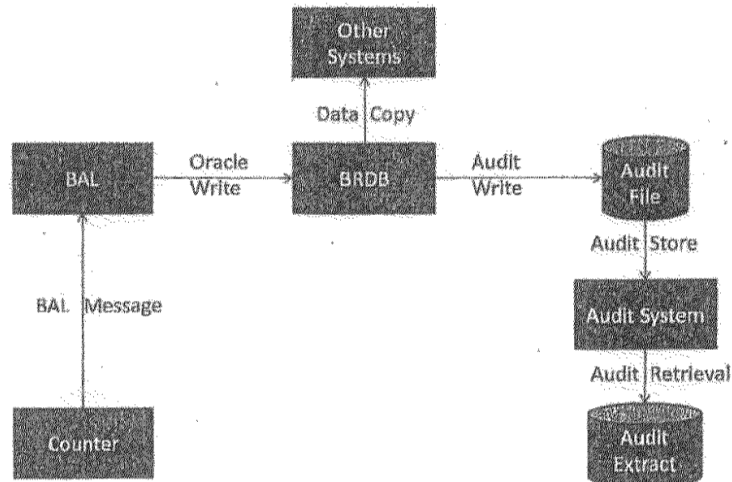 Other
Systems
Data Copy
BAL
Oracle
Write
BRDB
Audit
Write
Audit
File
Audit Store
BAL Message
Audit System
Audit Retrieval
Counter
Audit
Extract